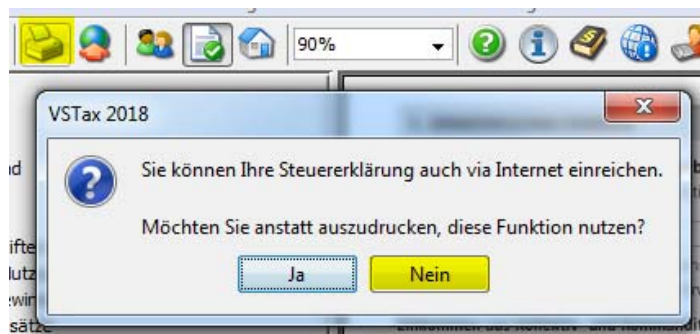 90%
VSTax 2018
Sie können Ihre Steuererklärung auch via Internet einreichen.
Möchten Sie anstatt auszudrucken, diese Funktion nutzen?
Ja
Nein